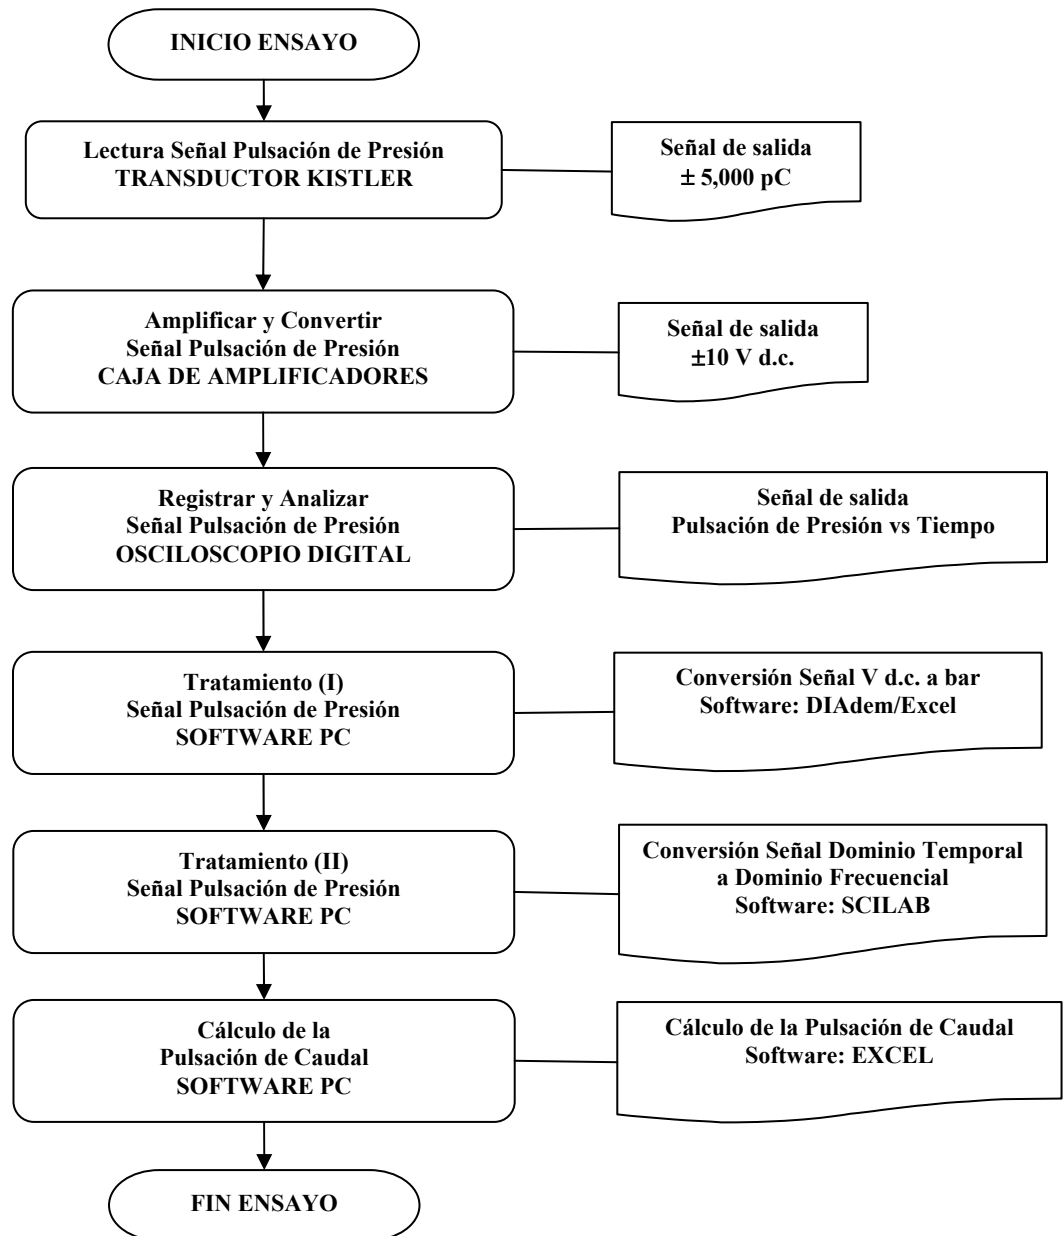 INICIO ENSAYO
Lectura Señal Pulsación de Presión
TRANSDUCTOR KISTLER
Señal de salida
± 5,000 pC
Amplificar y Convertir
Señal Pulsación de Presión
CAJA DE AMPLIFICADORES
Señal de salida
±10 V d.c.
Registrar y Analizar
Señal Pulsación de Presión
OSCILOSCOPIO DIGITAL
Señal de salida
Pulsación de Presión vs Tiempo
Tratamiento (I)
Señal Pulsación de Presión
SOFTWARE PC
Conversión Señal V d.c. a bar
Software: DIAdem/Excel
Tratamiento (II)
Señal Pulsación de Presión
SOFTWARE PC
Conversión Señal Dominio Temporal
a Dominio Frecuencial
Software: SCILAB
Cálculo de la
Pulsación de Caudal
SOFTWARE PC
Cálculo de la Pulsación de Caudal
Software: EXCEL
FIN ENSAYO